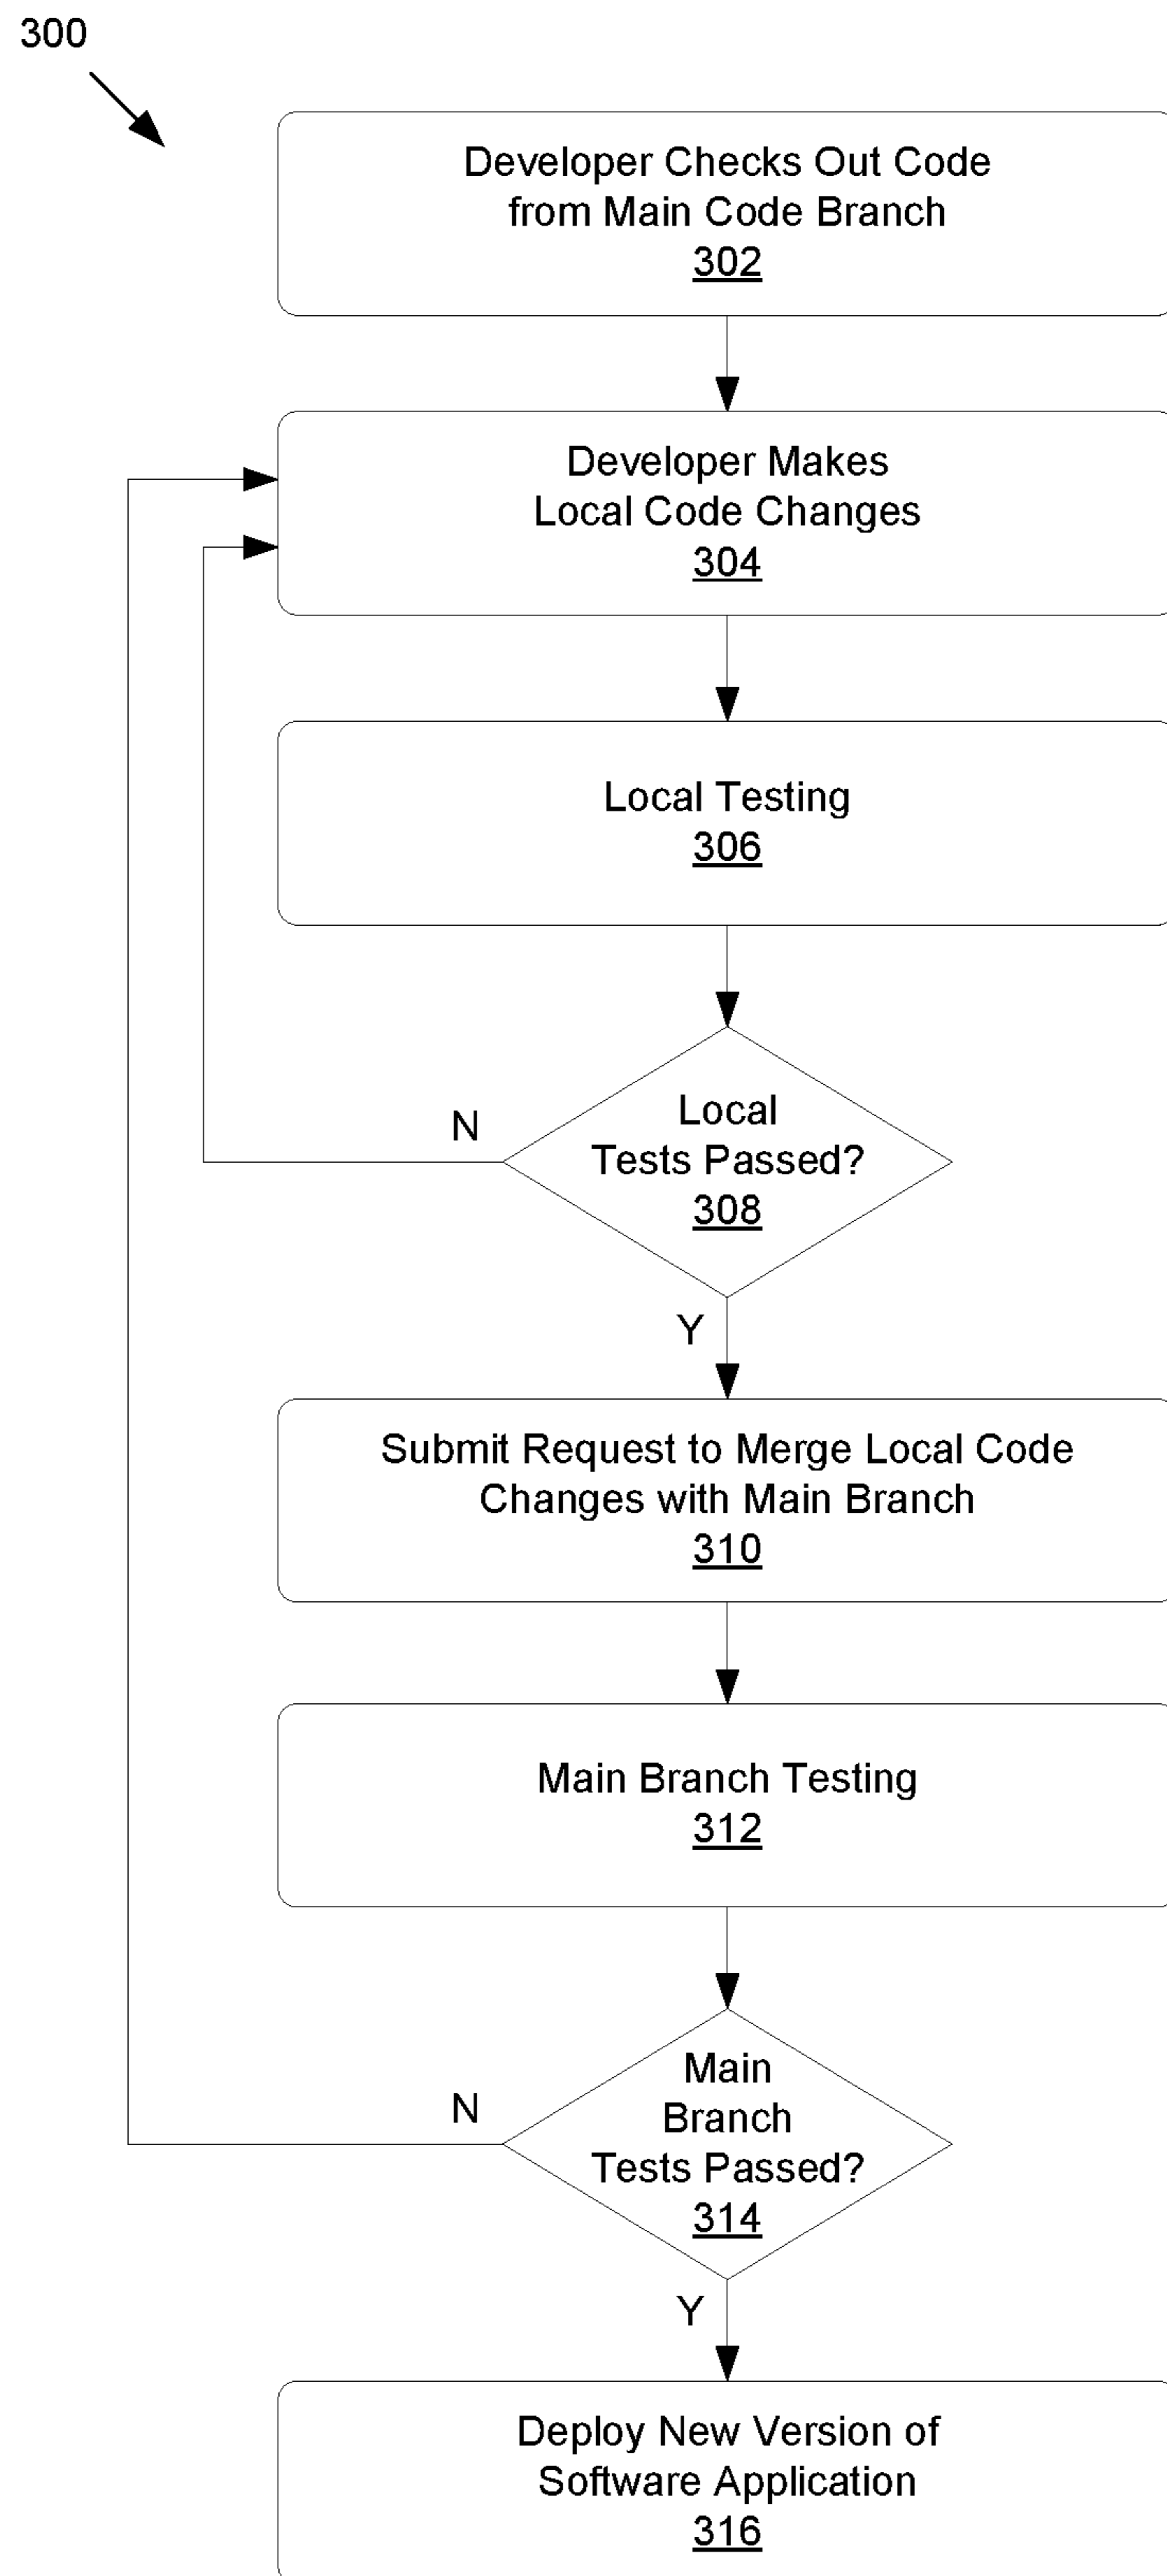 300
Developer Checks Out Code
from Main Code Branch
302
Developer Makes
Local Code Changes
304
Local Testing
306
Local
Tests Passed?
308
N
Y
Submit Request to Merge Local Code
Changes with Main Branch
310
Main Branch Testing
312
Main
Branch
Tests Passed?
314
N
Y
Deploy New Version of
Software Application
316